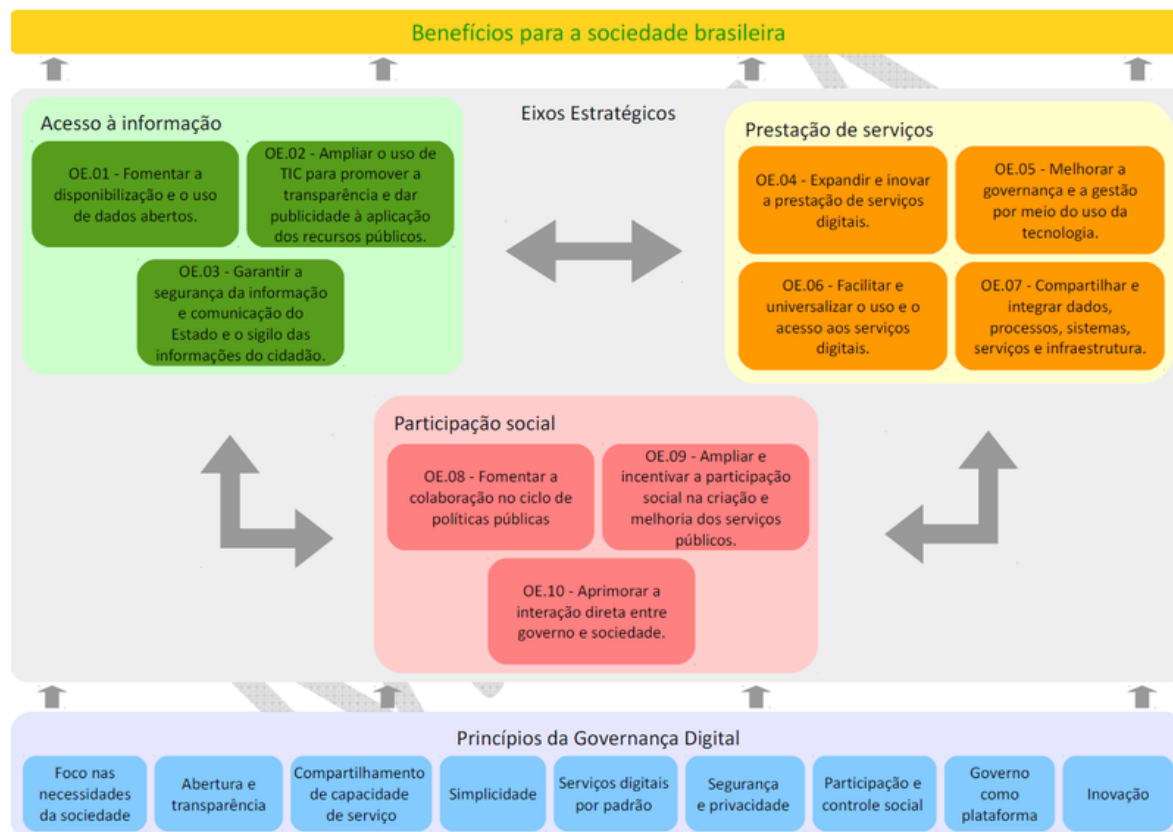 Benefícios para a sociedade brasileira
Eixos Estratégicos
Acesso à informação
OE.01 - Fomentar a
disponibilização e o uso
de dados abertos.
OE.02 - Ampliar o uso de
TIC para promover a
transparência e dar
publicidade à aplicação
dos recursos públicos.
OE.03 - Garantir a
segurança da informação
e comunicação do
Estado e o sigilo das
informações do cidadão.
Prestação de serviços
OE.04 - Expandir e inovar
a prestação de serviços
digitais.
OE.05 - Melhorar a
governança e a gestão
por meio do uso da
tecnologia.
OE.06 - Facilitar e
universalizar o uso e o
acesso aos serviços
digitais.
OE.07 - Compartilhar e
integrar dados,
processos, sistemas,
serviços e infraestrutura.
Participação social
OE.08 - Fomentar a
colaboração no ciclo de
políticas públicas
OE.09 - Ampliar e
incentivar a participação
social na criação e
melhoria dos serviços
públicos.
OE.10 - Aprimorar a
interação direta entre
governo e sociedade.
Princípios da Governança Digital
Foco nas
necessidades
da sociedade
Abertura e
transparência
Compartilhamento
de capacidade
de serviço
Simplicidade
Serviços digitais
por padrão
Segurança
e privacidade
Participação e
controle social
Governo
como
plataforma
Inovação